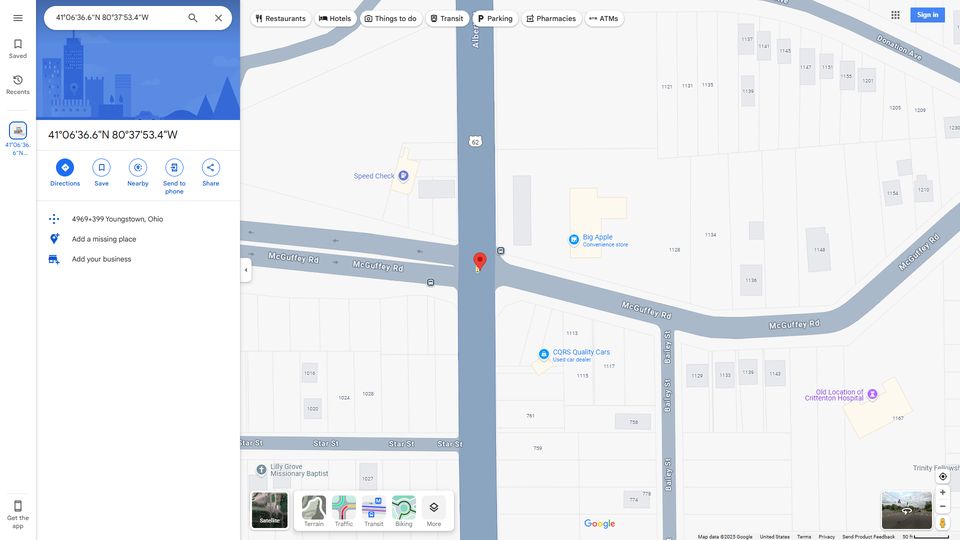 41°06'36.6"N 80°37'53.4"W
Restaurants
Hotels
Things to do
Transit
Parking
Pharmacies
ATMs
Sign in
Saved
Recents
41°06'36.
6"N...
Get the
app
41°06'36.6"N 80°37'53.4"W
Directions
Save
Nearby
Send to
phone
Share
4969+399 Youngstown, Ohio
Add a missing place
Add your business
Donation Ave
1137
1141
1145
1147
1151
1155
1201
1121
1131
1135
1139
1205
1209
1230
62
Speed Check
1154
1210
Big Apple
Convenience store
1128
1134
1148
1136
McGuffey Rd
McGuffey Rd
McGuffey Rd
McGuffey Rd
McGuffey Rd
1113
CQRS Quality Cars
Used car dealer
1115
1117
Bailey St
Bailey St
Bailey St
1129
1133
1139
1143
1016
1020
1024
1028
Old Location of
Crittenton Hospital
1167
761
758
759
Star St
Star St
Star St
Star St
Lilly Grove
Missionary Baptist
1027
774
778
Satellite
Terrain
Traffic
Transit
Biking
More
Google
Map data ©2025 Google
United States
Terms
Privacy
Send Product Feedback
50 ft